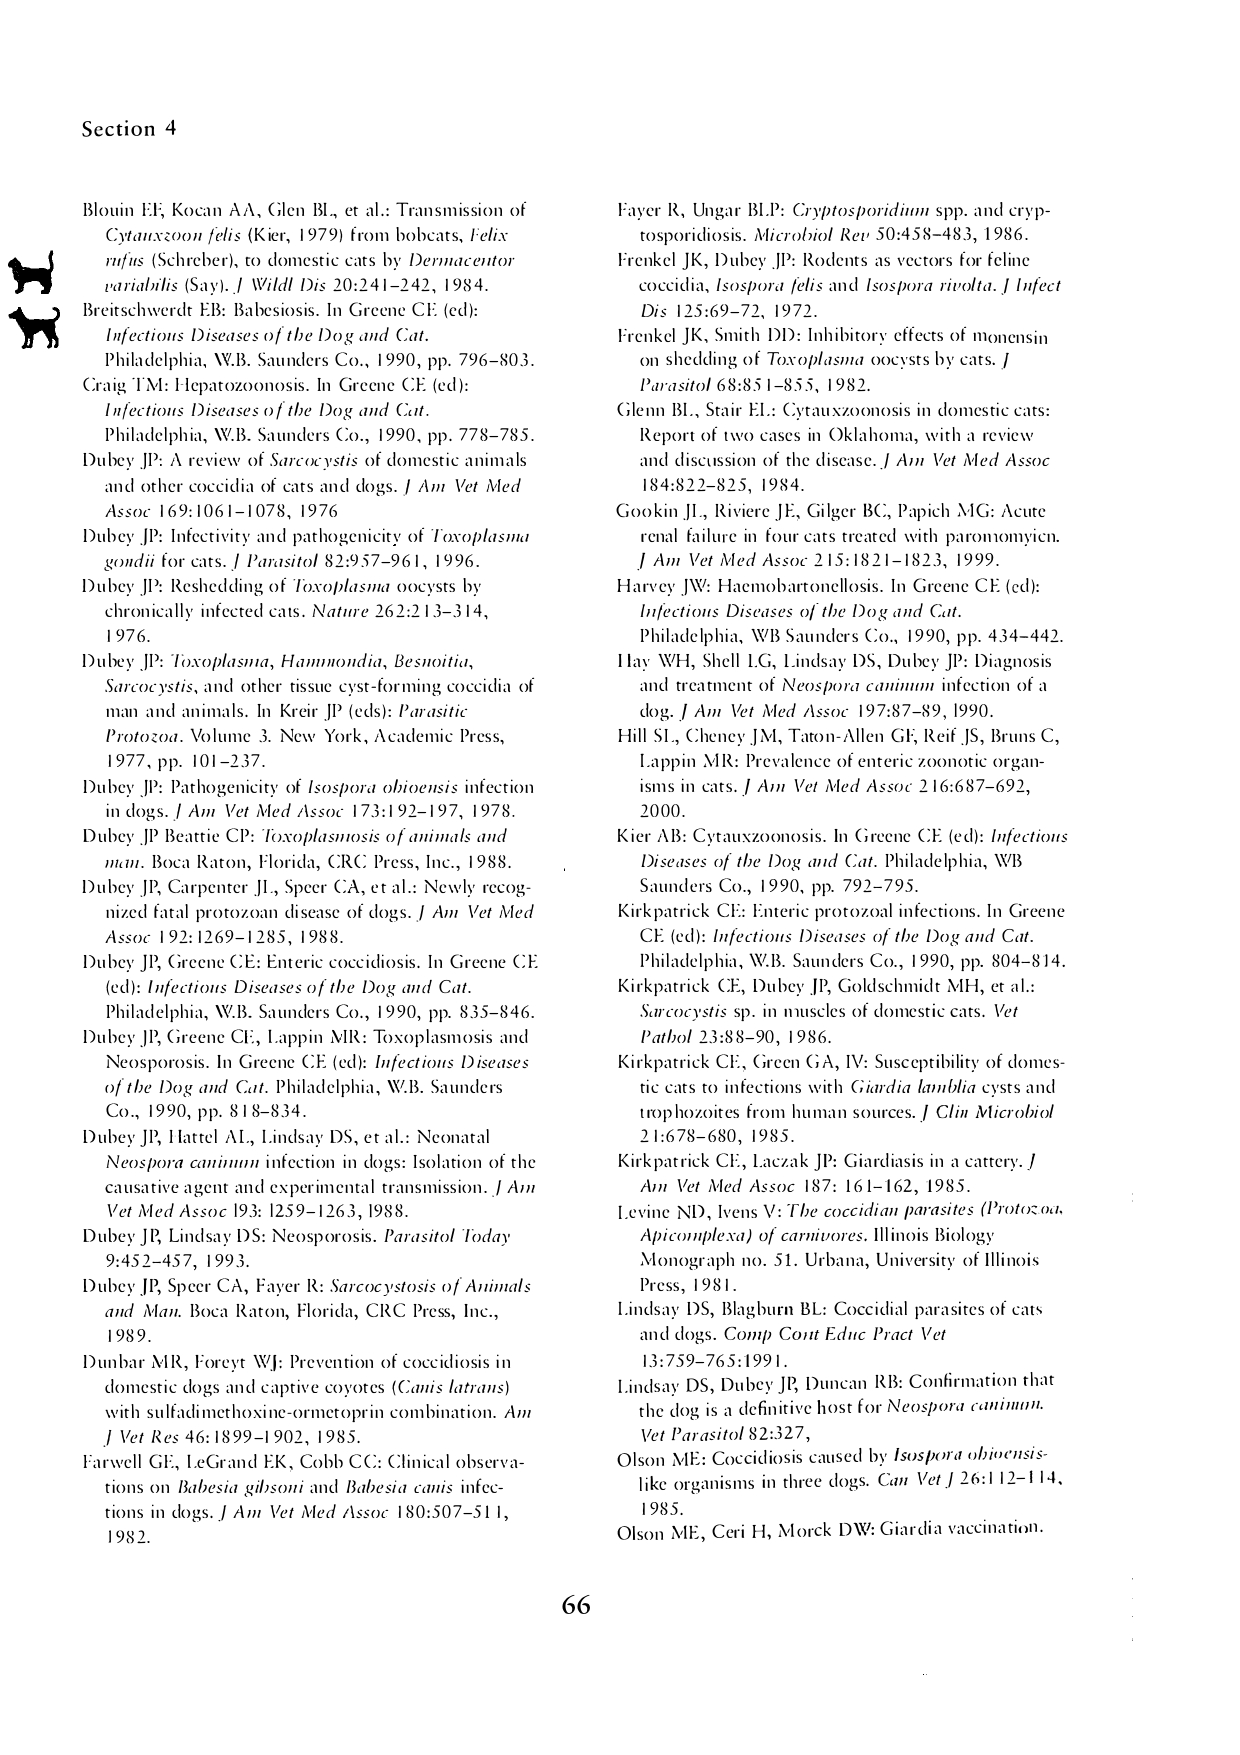 Section 4
Blouin EF, Kocan AA, Glen BL, et al.: Transmission of
Cytauxzoon felis (Kier, 1979) from bobcats, Felix
rufus (Schreber), to domestic cats by Dermacentor
variabilis (Say). J Wildl Dis 20:241–242, 1984.
Breitschwerdt EB: Babesiosis. In Greene CE (ed):
Infectious Diseases of the Dog and Cat.
Philadelphia, W.B. Saunders Co., 1990, pp. 796–803.
Craig TM: Hepatozoonosis. In Greene CE (ed):
Infectious Diseases of the Dog and Cat.
Philadelphia, W.B. Saunders Co., 1990, pp. 778–785.
Dubey JP: A review of Sarcocystis of domestic animals
and other coccidia of cats and dogs. J Am Vet Med
Assoc 169:1061–1078, 1976
Dubey JP: Infectivity and pathogenicity of Toxoplasma
gondii for cats. J Parasitol 82:957–961, 1996.
Dubey JP: Reshedding of Toxoplasma oocysts by
chronically infected cats. Nature 262:213–314,
1976.
Dubey JP: Toxoplasma, Hammondia, Besnoitia,
Sarcocystis, and other tissue cyst-forming coccidia of
man and animals. In Kreir JP (eds): Parasitic
Protozoa. Volume 3. New York, Academic Press,
1977, pp. 101–237.
Dubey JP: Pathogenicity of Isospora ohioensis infection
in dogs. J Am Vet Med Assoc 173:192–197, 1978.
Dubey JP Beattie CP: Toxoplasmosis of animals and
man. Boca Raton, Florida, CRC Press, Inc., 1988.
Dubey JP, Carpenter JL, Speer CA, et al.: Newly recog-
nized fatal protozoan disease of dogs. J Am Vet Med
Assoc 192:1269–1285, 1988.
Dubey JP, Greene CE: Enteric coccidiosis. In Greene CE
(ed): Infectious Diseases of the Dog and Cat.
Philadelphia, W.B. Saunders Co., 1990, pp. 835–846.
Dubey JP, Greene CE, Lappin MR: Toxoplasmosis and
Neosporosis. In Greene CE (ed): Infectious Diseases
of the Dog and Cat. Philadelphia, W.B. Saunders
Co., 1990, pp. 818–834.
Dubey JP, Hattel AL, Lindsay DS, et al.: Neonatal
Neospora caninum infection in dogs: Isolation of the
causative agent and experimental transmission. J Am
Vet Med Assoc 193: 1259–1263, 1988.
Dubey JP, Lindsay DS: Neosporosis. Parasitol Today
9:452–457, 1993.
Dubey JP, Speer CA, Fayer R: Sarcocystosis of Animals
and Man. Boca Raton, Florida, CRC Press, Inc.,
1989.
Dunbar MR, Foreyt WJ: Prevention of coccidiosis in
domestic dogs and captive coyotes (Canis latrans)
with sulfadimethoxine-ormetoprin combination. Am
J Vet Res 46:1899–1902, 1985.
Farwell GE, LeGrand EK, Cobb CC: Clinical observa-
tions on Babesia gibsoni and Babesia canis infec-
tions in dogs. J Am Vet Med Assoc 180:507–511,
1982.
Fayer R, Ungar BLP: Cryptosporidium spp. and cryp-
tosporidiosis. Microbiol Rev 50:458–483, 1986.
Frenkel JK, Dubey JP: Rodents as vectors for feline
coccidia, Isospora felis and Isospora rivolta. J Infect
Dis 125:69–72, 1972.
Frenkel JK, Smith DD: Inhibitory effects of monensin
on shedding of Toxoplasma oocysts by cats. J
Parasitol 68:851–855, 1982.
Glenn BL, Stair EL: Cytauxzoonosis in domestic cats:
Report of two cases in Oklahoma, with a review
and discussion of the disease. J Am Vet Med Assoc
184:822–825, 1984.
Gookin JL, Riviere JE, Gilger BC, Papich MG: Acute
renal failure in four cats treated with paromomyicn.
J Am Vet Med Assoc 215:1821–1823, 1999.
Harvey JW: Haemobartonellosis. In Greene CE (ed):
Infectious Diseases of the Dog and Cat.
Philadelphia, WB Saunders Co., 1990, pp. 434–442.
Hay WH, Shell LG, Lindsay DS, Dubey JP: Diagnosis
and treatment of Neospora caninum infection of a
dog. J Am Vet Med Assoc 197:87–89, 1990.
Hill SL, Cheney JM, Taton-Allen GF, Reif JS, Bruns C,
Lappin MR: Prevalence of enteric zoonotic organ-
isms in cats. J Am Vet Med Assoc 216:687–692,
2000.
Kier AB: Cytauxzoonosis. In Greene CE (ed): Infectious
Diseases of the Dog and Cat. Philadelphia, WB
Saunders Co., 1990, pp. 792–795.
Kirkpatrick CE: Enteric protozoal infections. In Greene
CE (ed): Infectious Diseases of the Dog and Cat.
Philadelphia, W.B. Saunders Co., 1990, pp. 804–814.
Kirkpatrick CE, Dubey JP, Goldschmidt MH, et al.:
Sarcocystis sp. in muscles of domestic cats. Vet
Pathol 23:88–90, 1986.
Kirkpatrick CE, Green GA, IV: Susceptibility of domes-
tic cats to infections with Giardia lamblia cysts and
trophozoites from human sources. J Clin Microbiol
21:678–680, 1985.
Kirkpatrick CE, Laczak JP: Giardiasis in a cattery. J
Am Vet Med Assoc 187: 161–162, 1985.
Levine ND, Ivens V: The coccidian parasites (Protozoa,
Apicomplexa) of carnivores. Illinois Biology
Monograph no. 51. Urbana, University of Illinois
Press, 1981.
Lindsay DS, Blagburn BL: Coccidial parasites of cats
and dogs. Comp Cont Educ Pract Vet
13:759–765:1991.
Lindsay DS, Dubey JP, Duncan RB: Confirmation that
the dog is a definitive host for Neospora caninum.
Vet Parasitol 82:327,
Olson ME: Coccidiosis caused by Isospora ohioensis-
like organisms in three dogs. Can Vet J 26:112–114,
1985.
Olson ME, Ceri H, Morck DW: Giardia vaccination.
66